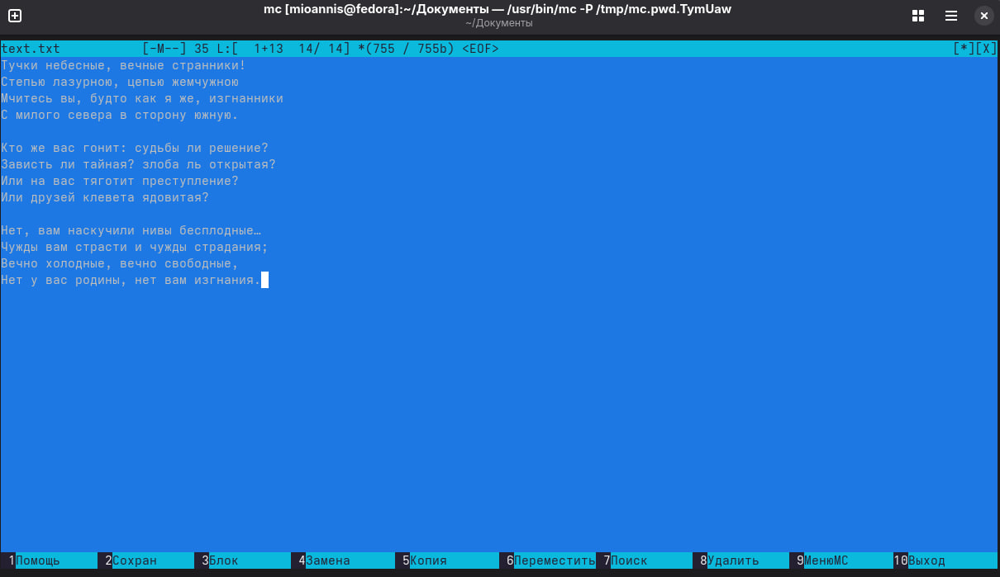 mc [mioannis@fedora]:~/Документы — /usr/bin/mc -P /tmp/mc.pwd.TymUaw
~/Документы
text.txt [-M--] 35 L:[ 1+13 14/ 14] *(755 / 755b) <EOF> [*][X]
Тучки небесные, вечные странники!
Степью лазурною, цепью жемчужною
Мчитесь вы, будто как я же, изгнанники
С милого севера в сторону южную.

Кто же вас гонит: судьбы ли решение?
Зависть ли тайная? злоба ль открытая?
Или на вас тяготит преступление?
Или друзей клевета ядовитая?

Нет, вам наскучили нивы бесплодные…
Чужды вам страсти и чужды страдания;
Вечно холодные, вечно свободные,
Нет у вас родины, нет вам изгнания.
1Помощь 2Сохран 3Блок 4Замена 5Копия 6Переместить 7Поиск 8Удалить 9МенюMC 10Выход